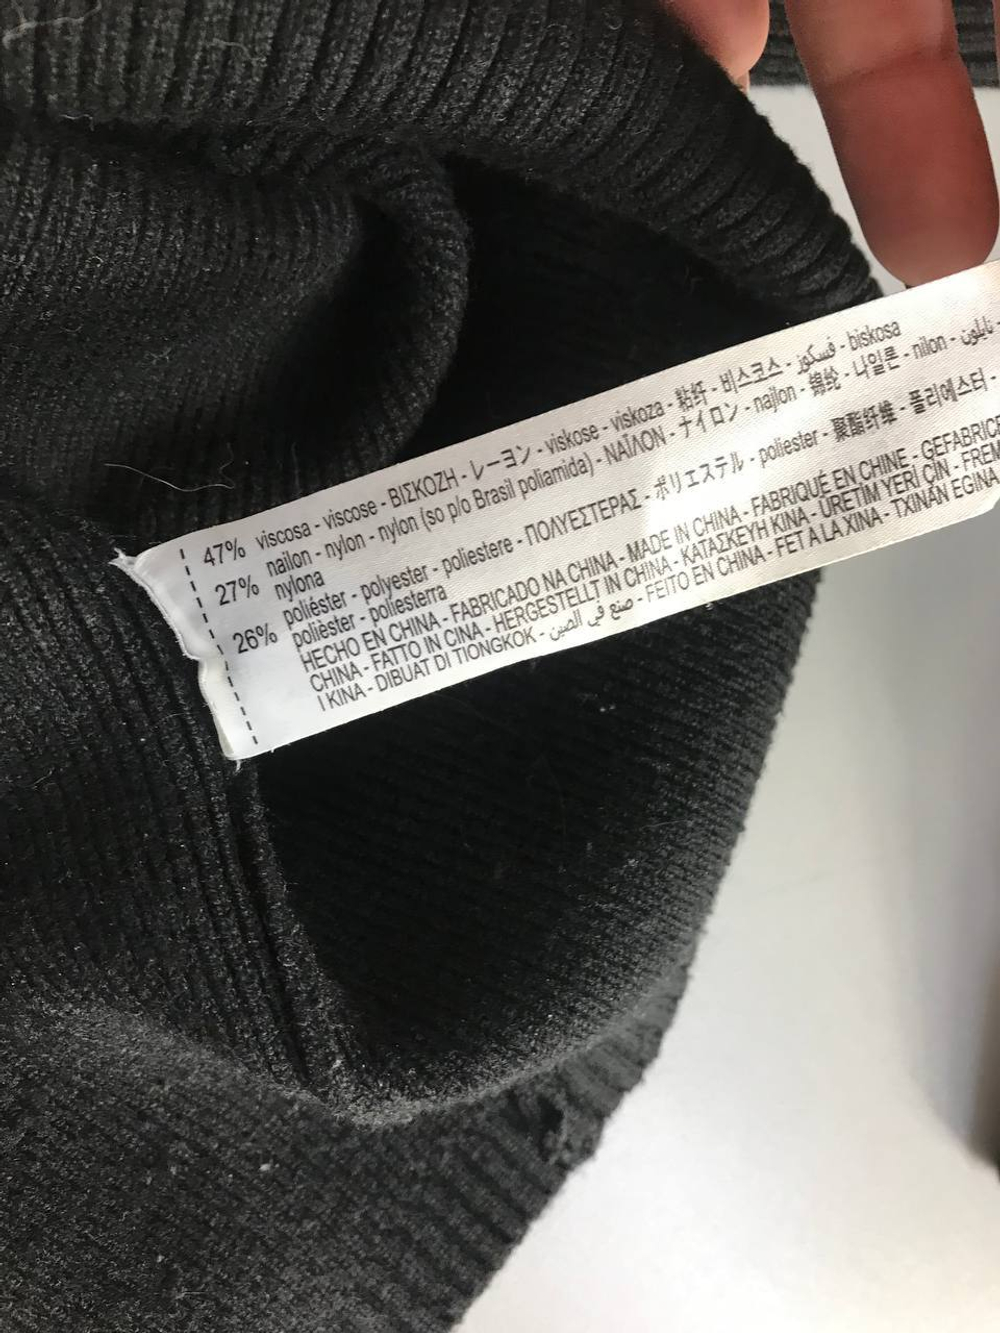 47% viscosa - viscose - ΒΙΣΚΟΖΗ - レーヨン - viskose - viskoza - 粘纤 - 비스코스 - فسكوز - biskosa
27% nailon - nylon - nylon (so p/o Brasil poliamida) - ΝΑΪΛΟΝ - ナイロン - najlon - 锦纶 - 나일론 - nilon - نايلون
nylona
26% poliéster - polyester - poliestere - ΠΟΛΥΕΣΤΕΡΑΣ - ポリエステル - poliester - 聚酯纤维 - 폴리에스터 -
polièster - poliesterra
HECHO EN CHINA - FABRICADO NA CHINA - MADE IN CHINA - FABRIQUÉ EN CHINE - GEFABRICE
CHINA - FATTO IN CINA - HERGESTELLT IN CHINA - ΚΑΤΑΣΚΕΥΗ ΚΙΝΑ - ÜRETIM YERİ ÇIN - FREM
I KINA - DIBUAT DI TIONGKOK - صنع في الصين - FEITO EN CHINA - FET A LA XINA - TXINAN EGINA